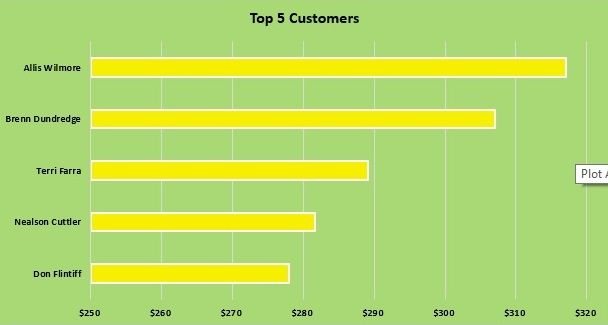 Top 5 Customers
Allis Wilmore
Brenn Dundredge
Terri Farra
Plot
Nealson Cuttler
Don Flintiff
$250 $260 $270 $280 $290 $300 $310 $320